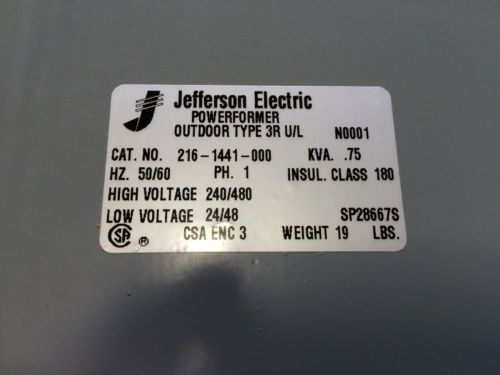 Jefferson Electric
POWERFORMER
OUTDOOR TYPE 3R U/L N0001
CAT. NO. 216-1441-000 KVA. .75
HZ. 50/60 PH. 1 INSUL. CLASS 180
HIGH VOLTAGE 240/480
LOW VOLTAGE 24/48 SP28667S
CSA ® CSA ENC 3 WEIGHT 19 LBS.